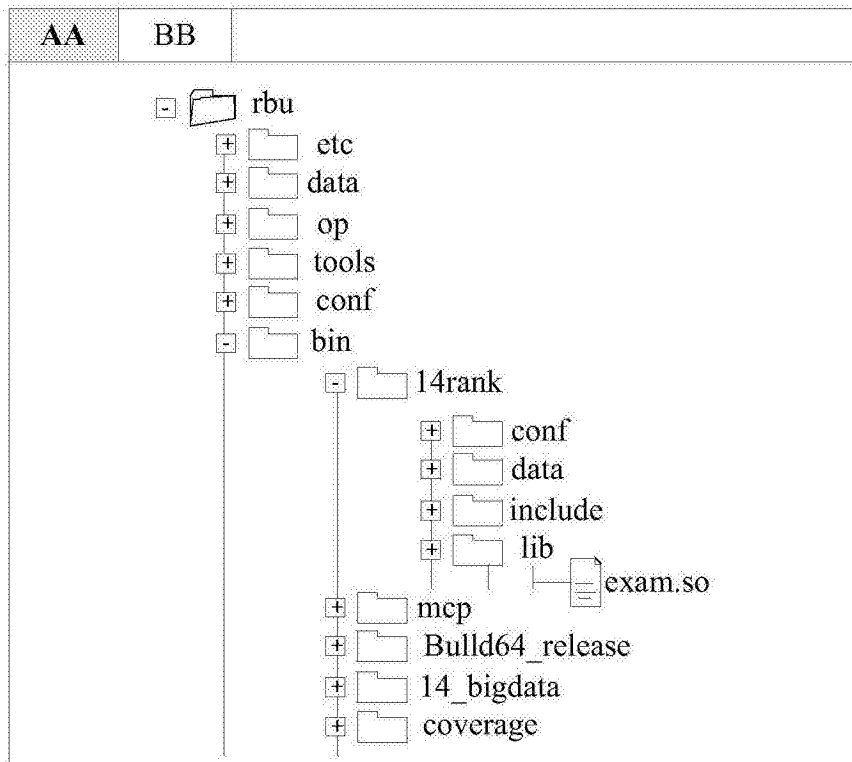 AA BB
rbu
etc
data
op
tools
conf
bin
14rank
conf
data
include
lib
exam.so
mcp
Bulld64_release
14_bigdata
coverage